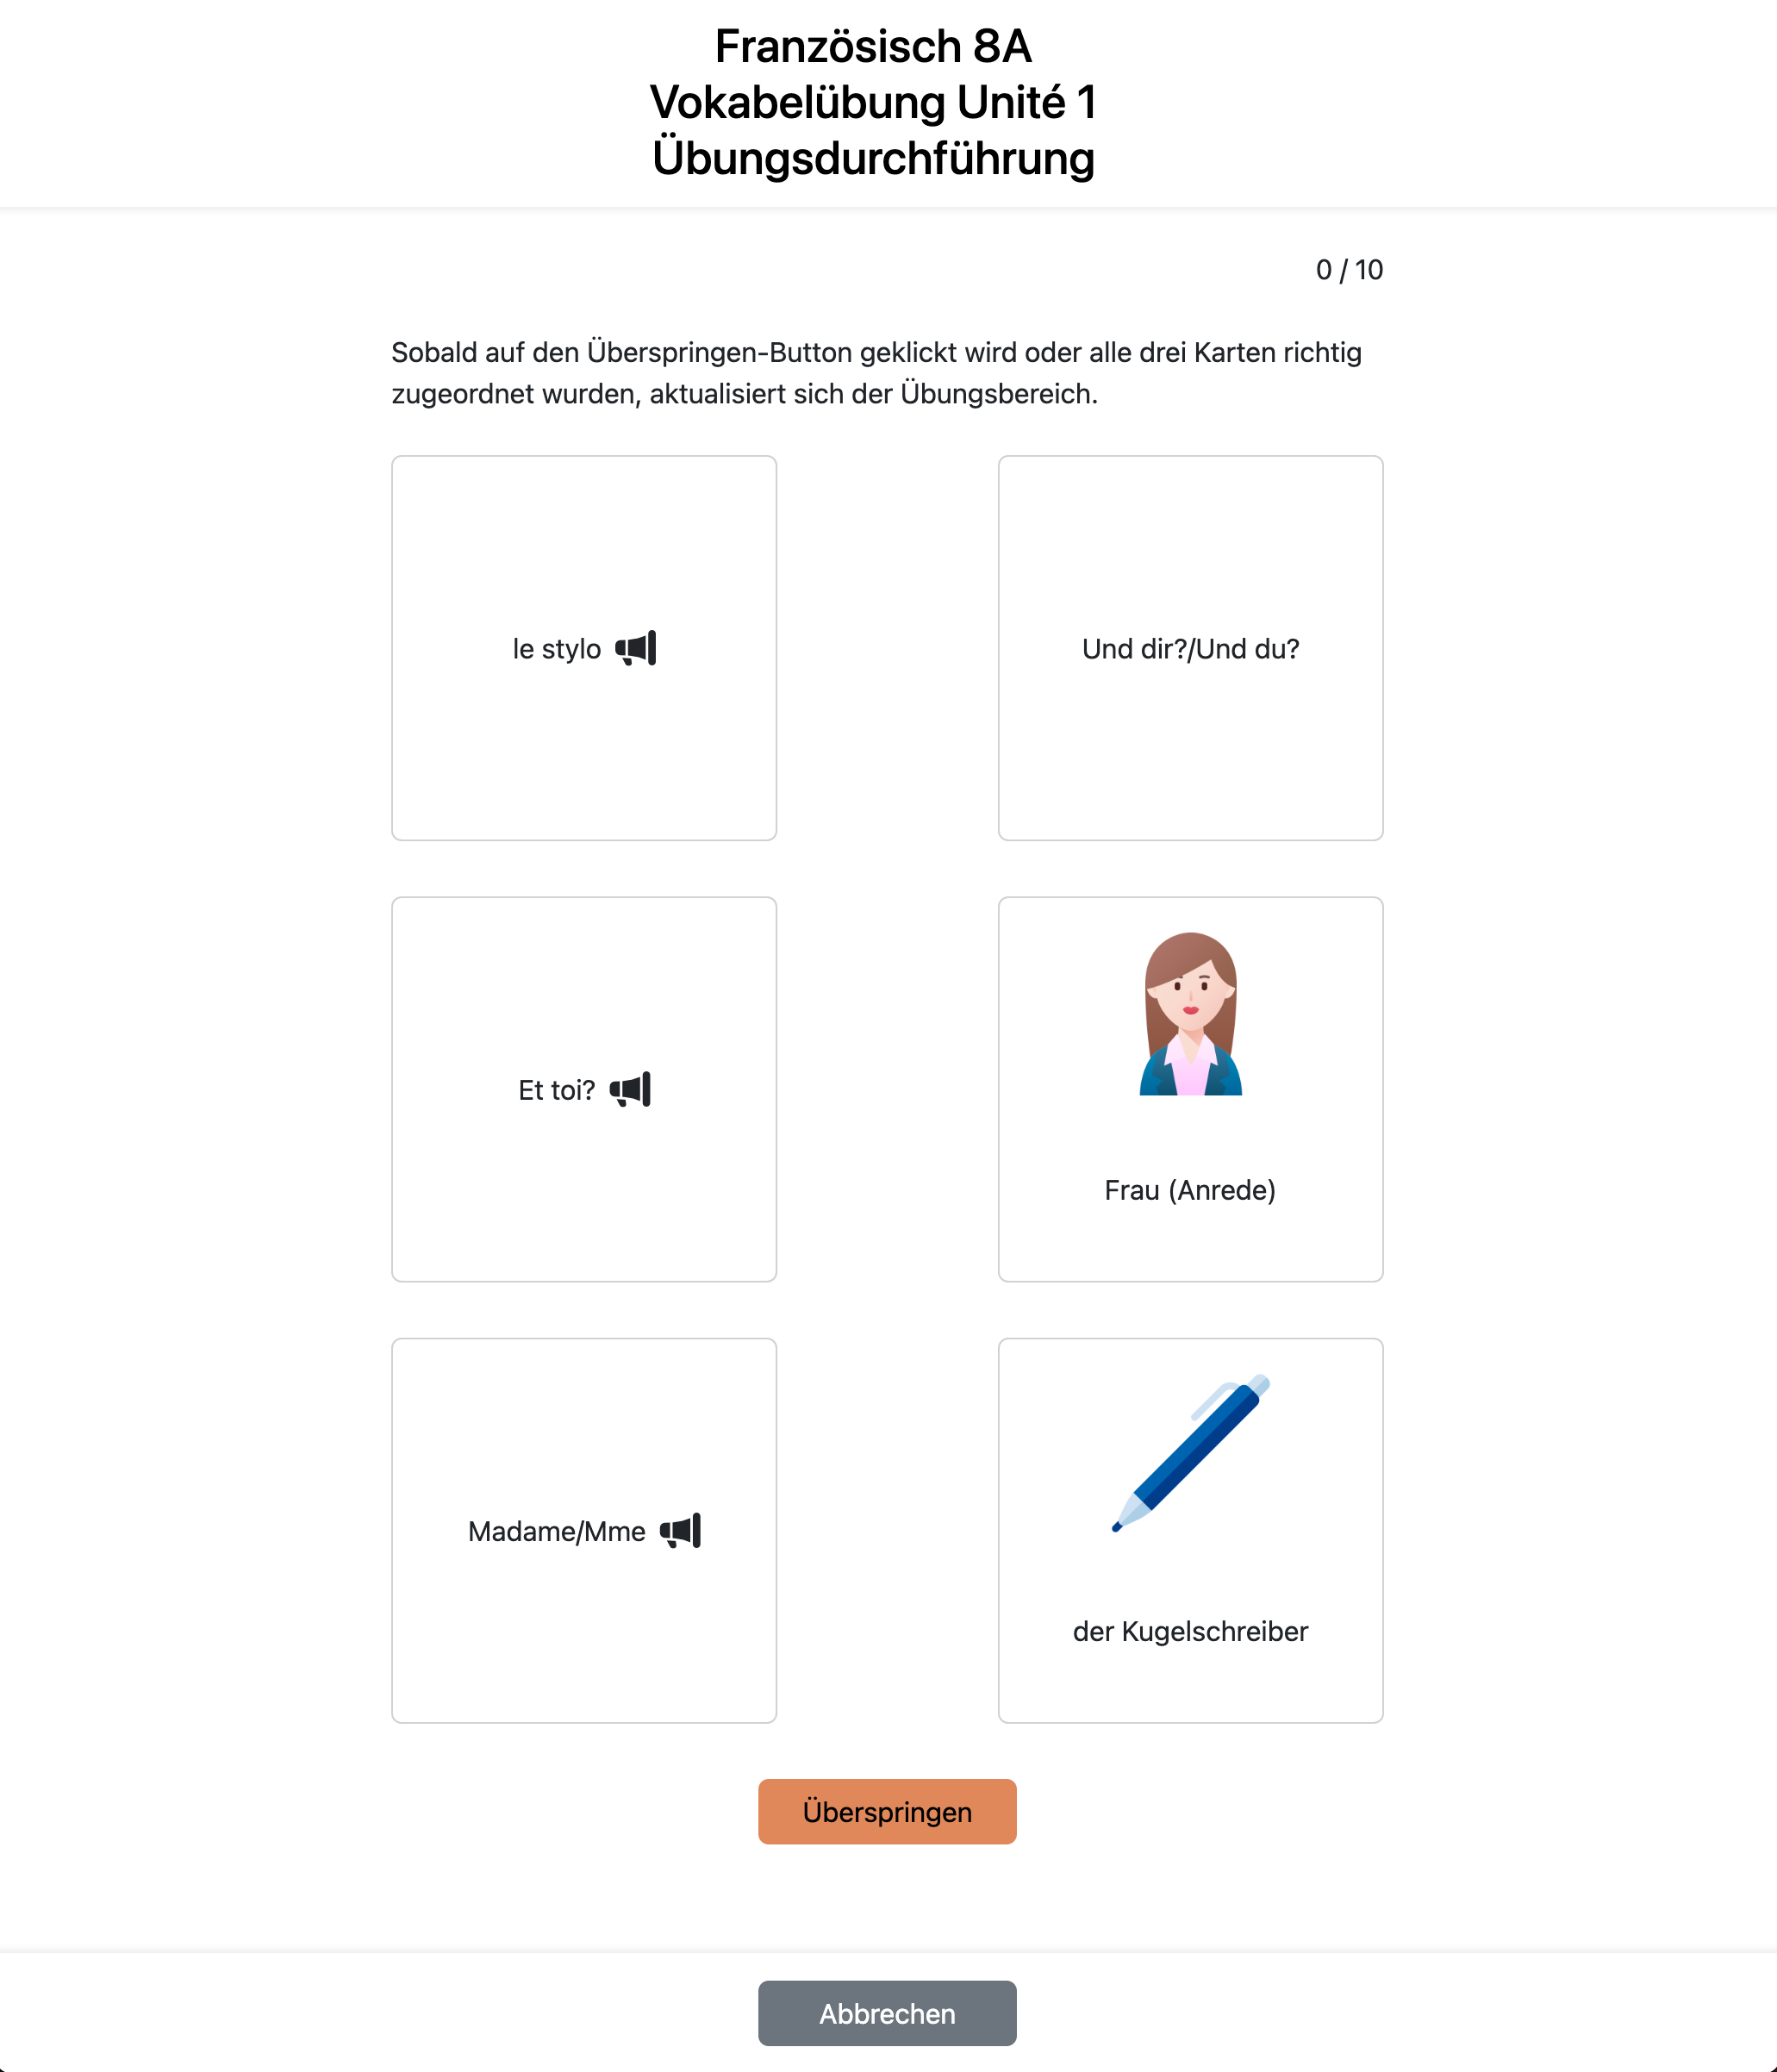 Französisch 8A
Vokabelübung Unité 1
Übungsdurchführung
0 / 10
Sobald auf den Überspringen-Button geklickt wird oder alle drei Karten richtig
zugeordnet wurden, aktualisiert sich der Übungsbereich.
le stylo
Und dir?/Und du?
Et toi?
Frau (Anrede)
Madame/Mme
der Kugelschreiber
Überspringen
Abbrechen